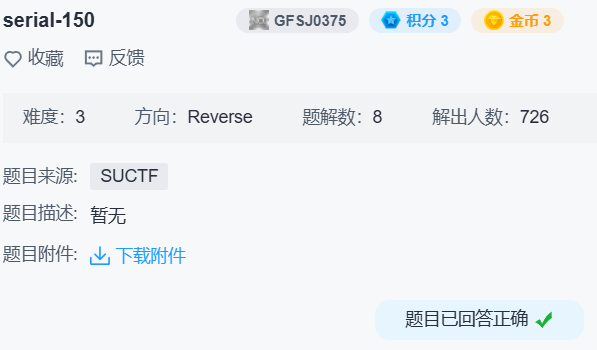 serial-150 GFSJ0375 积分 3 金币 3
收藏 反馈
难度：3 方向：Reverse 题解数：8 解出人数：726
题目来源: SUCTF
题目描述: 暂无
题目附件: 下载附件
题目已回答正确